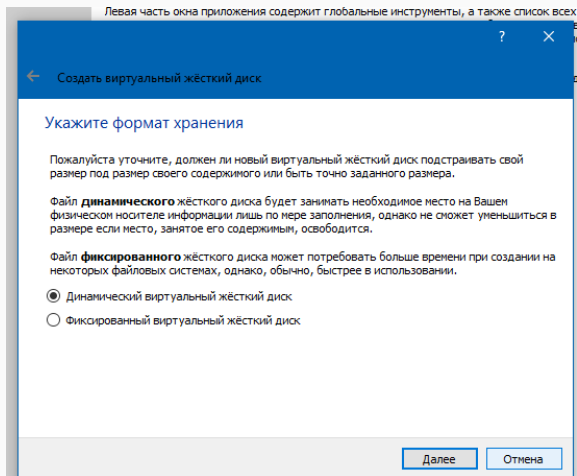 Левая часть окна приложения содержит глобальные инструменты, а также список всех
?
Создать виртуальный жёсткий диск
Укажите формат хранения
Пожалуйста уточните, должен ли новый виртуальный жёсткий диск подстраивать свой
размер под размер своего содержимого или быть точно заданного размера.
Файл динамического жёсткого диска будет занимать необходимое место на Вашем
физическом носителе информации лишь по мере заполнения, однако не сможет уменьшиться в
размере если место, занятое его содержимым, освободится.
Файл фиксированного жёсткого диска может потребовать больше времени при создании на
некоторых файловых системах, однако, обычно, быстрее в использовании.
Динамический виртуальный жёсткий диск
Фиксированный виртуальный жёсткий диск
Далее
Отмена